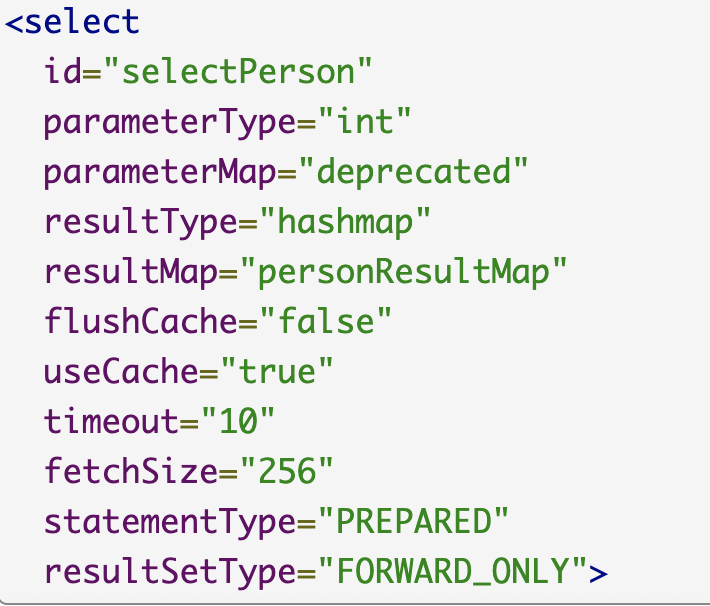 <select
  id="selectPerson"
  parameterType="int"
  parameterMap="deprecated"
  resultType="hashmap"
  resultMap="personResultMap"
  flushCache="false"
  useCache="true"
  timeout="10"
  fetchSize="256"
  statementType="PREPARED"
  resultSetType="FORWARD_ONLY">